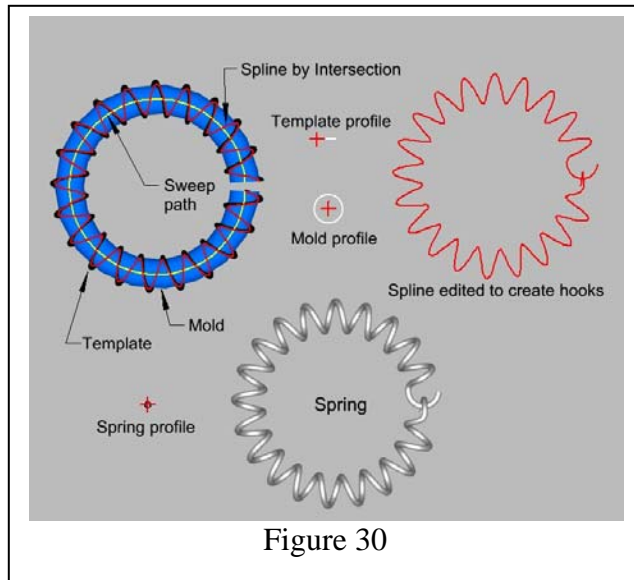 Spline by Intersection
Template profile
Sweep
path
Mold profile
Spline edited to create hooks
Mold
Template
Spring
Spring profile
Figure 30